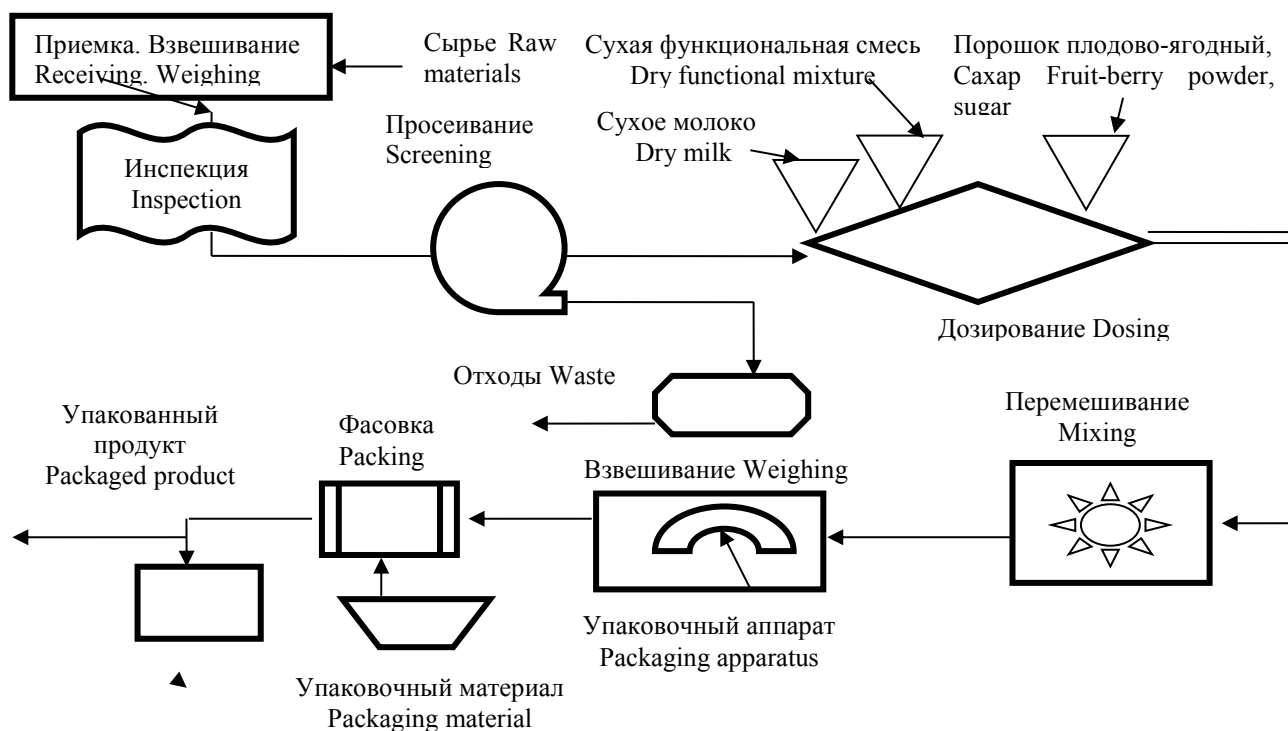 Приемка. Взвешивание
Receiving. Weighing
Сырье Raw
materials
Сухая функциональная смесь
Dry functional mixture
Порошок плодово-ягодный,
Сахар Fruit-berry powder,
sugar
Сухое молоко
Dry milk
Просеивание
Screening
Инспекция
Inspection
Дозирование Dosing
Отходы Waste
Перемешивание
Mixing
Упакованный
продукт
Packaged product
Фасовка
Packing
Взвешивание Weighing
Упаковочный аппарат
Packaging apparatus
Упаковочный материал
Packaging material